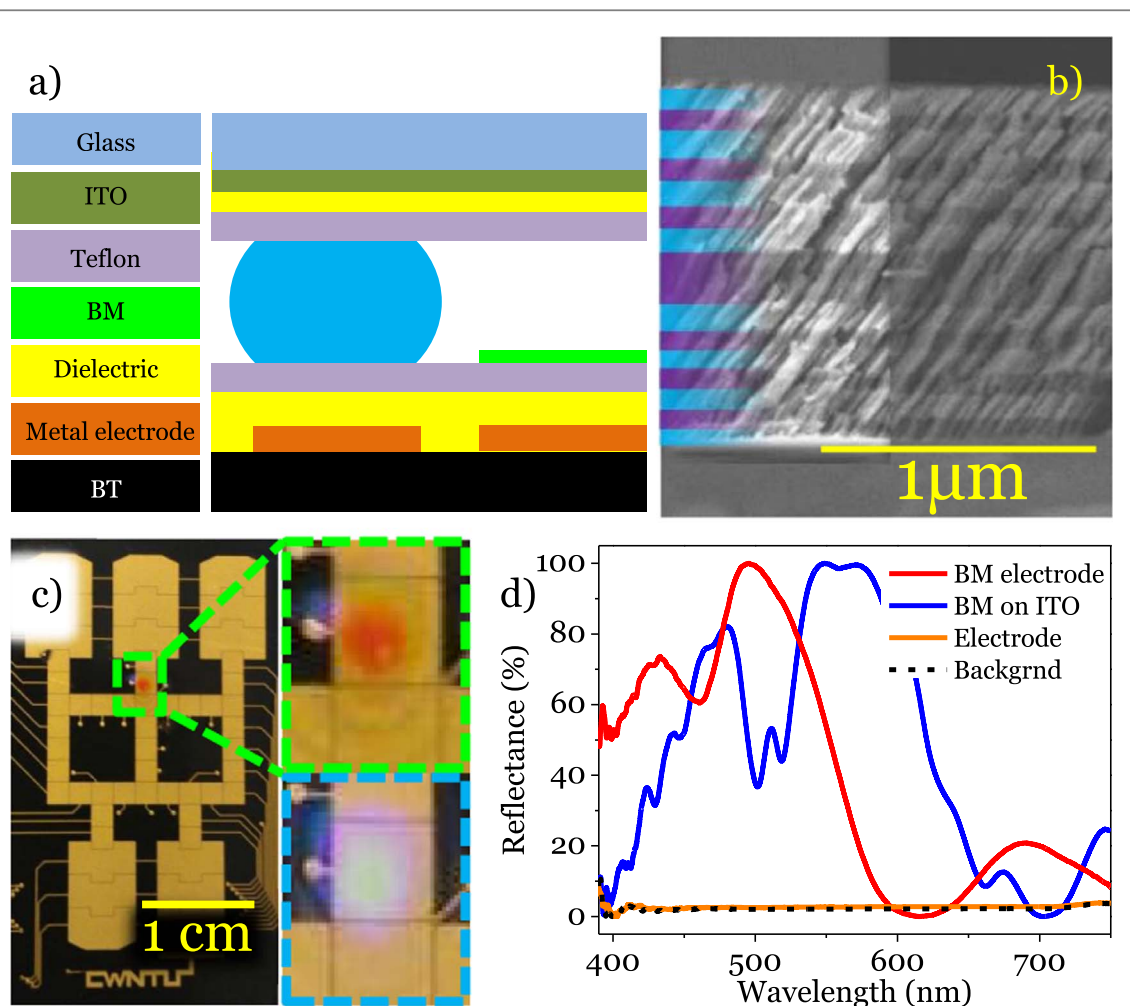 a)
Glass
ITO
Teflon
BM
Dielectric
Metal electrode
BT
b)
1μm
c)
1 cm
CWNTU
d)
Reflectance (%)
100
80
60
40
20
0
BM electrode
BM on ITO
Electrode
Backgrnd
400
500
600
700
Wavelength (nm)